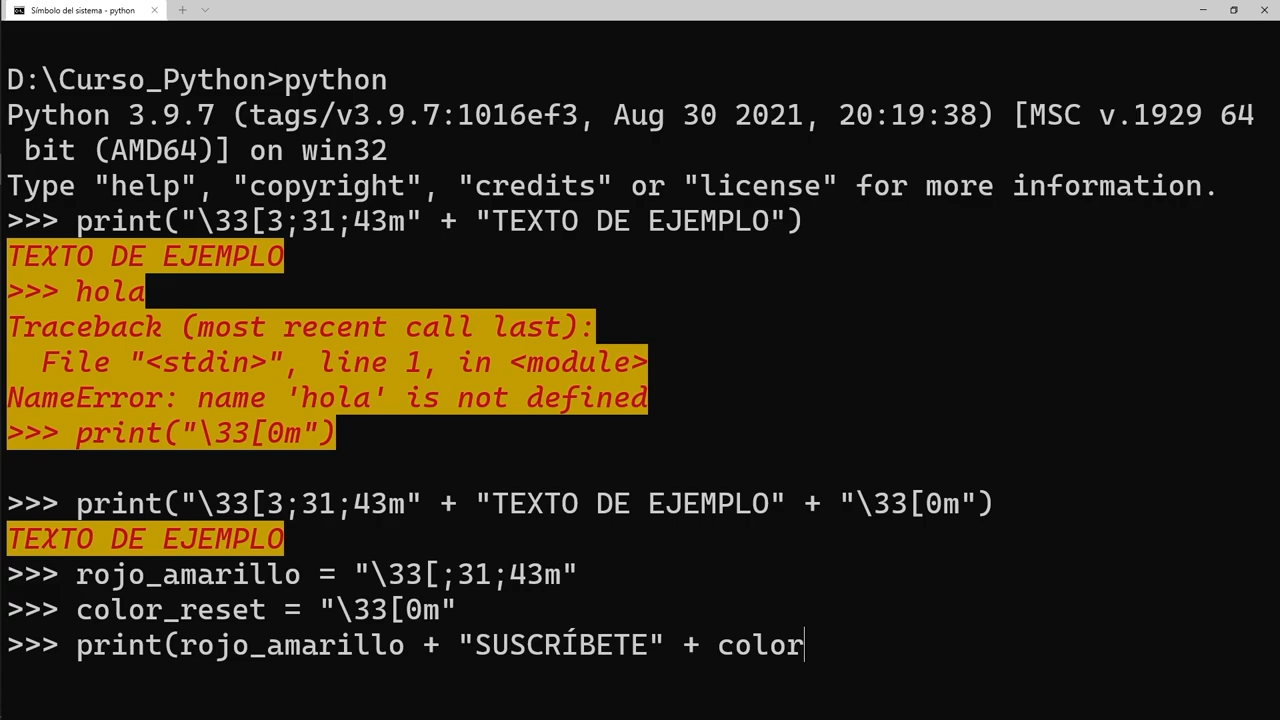 Símbolo del sistema - python
D:\Curso_Python>python
Python 3.9.7 (tags/v3.9.7:1016ef3, Aug 30 2021, 20:19:38) [MSC v.1929 64
 bit (AMD64)] on win32
Type "help", "copyright", "credits" or "license" for more information.
>>> print("\33[3;31;43m" + "TEXTO DE EJEMPLO")
TEXTO DE EJEMPLO
>>> hola
Traceback (most recent call last):
  File "<stdin>", line 1, in <module>
NameError: name 'hola' is not defined
>>> print("\33[0m")
>>> print("\33[3;31;43m" + "TEXTO DE EJEMPLO" + "\33[0m")
TEXTO DE EJEMPLO
>>> rojo_amarillo = "\33[;31;43m"
>>> color_reset = "\33[0m"
>>> print(rojo_amarillo + "SUSCRÍBETE" + color